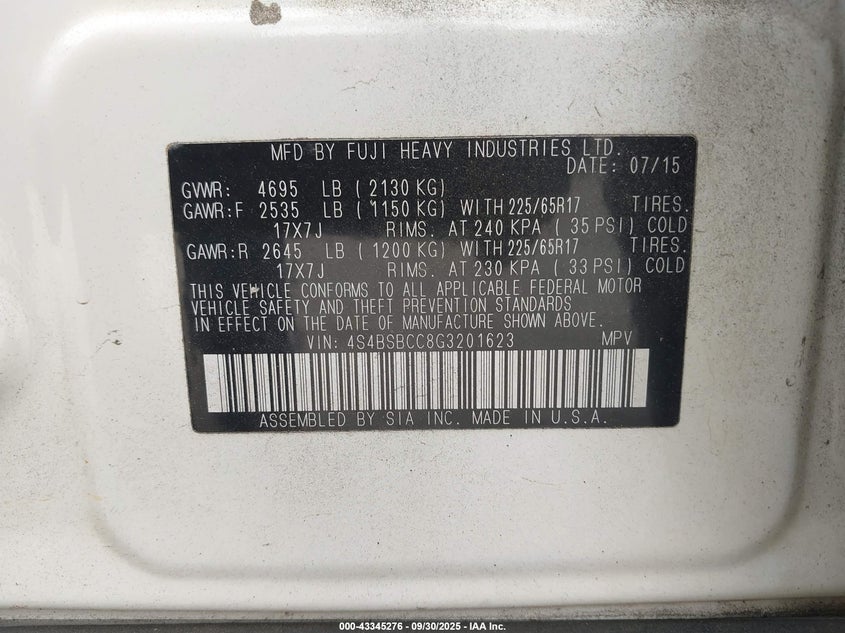 MFD BY FUJI HEAVY INDUSTRIES LTD.
DATE: 07/15
GVWR: 4695 LB ( 2130 KG)
GAWR:F 2535 LB ( 1150 KG) WITH 225/65R17 TIRES.
17X7J RIMS. AT 240 KPA ( 35 PSI) COLD
GAWR:R 2645 LB ( 1200 KG) WITH 225/65R17 TIRES.
17X7J RIMS. AT 230 KPA ( 33 PSI) COLD
THIS VEHICLE CONFORMS TO ALL APPLICABLE FEDERAL MOTOR
VEHICLE SAFETY AND THEFT PREVENTION STANDARDS
IN EFFECT ON THE DATE OF MANUFACTURE SHOWN ABOVE.
VIN: 4S4BSBCC8G3201623 MPV
ASSEMBLED BY SIA INC. MADE IN U.S.A.
000-43345276 - 09/30/2025 - IAA Inc.